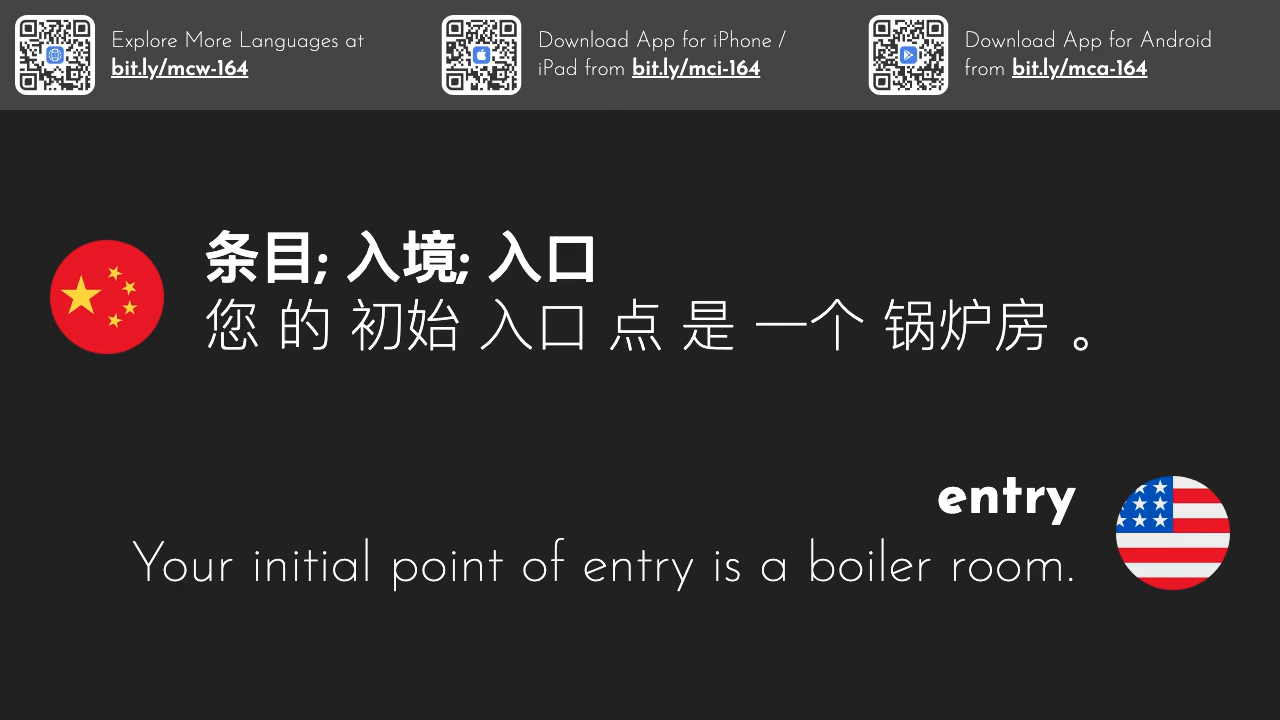 Explore More Languages at
bit.ly/mcw-164
Download App for iPhone /
iPad from bit.ly/mci-164
Download App for Android
from bit.ly/mca-164
条目; 入境; 入口
您 的 初始 入口 点 是 一个 锅炉房 。
entry
Your initial point of entry is a boiler room.